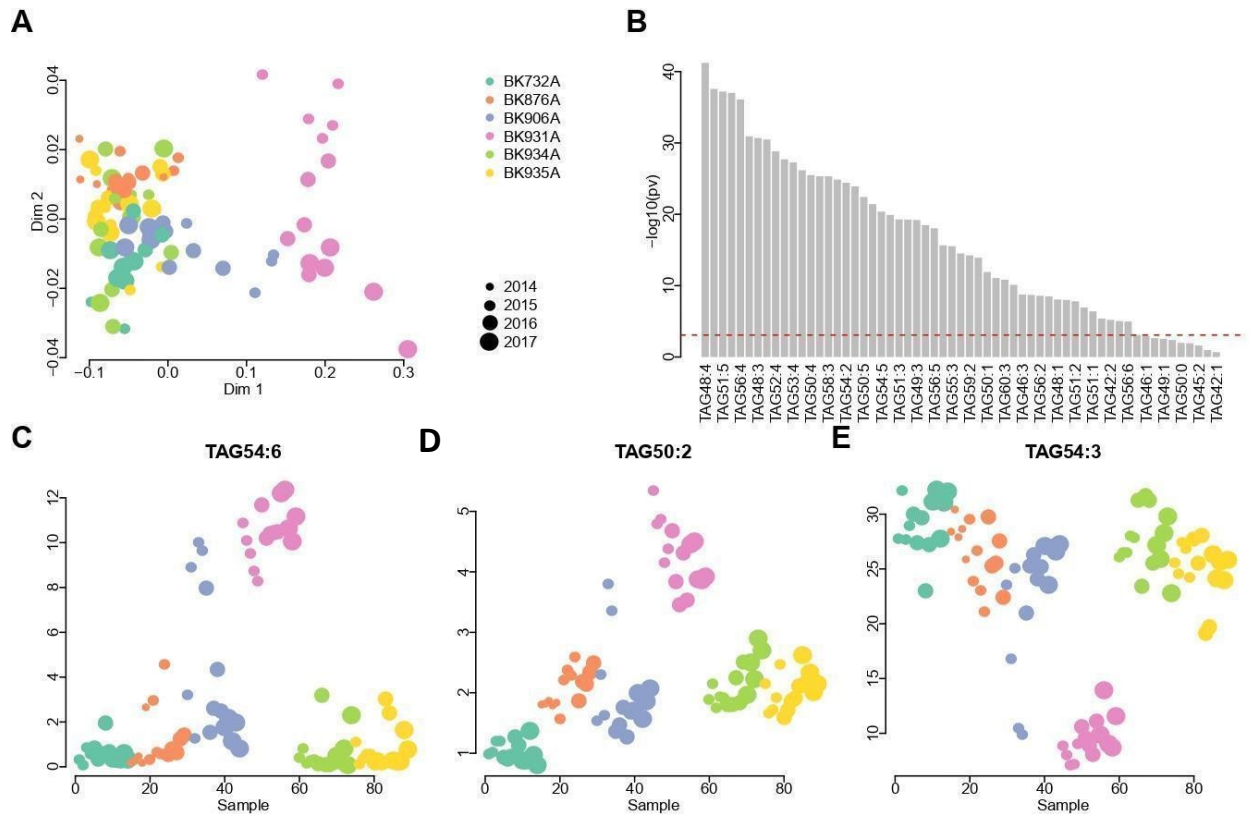 A
0.04
0.02
0.00
−0.02
−0.04
Dim 2
−0.1 0.0 0.1 0.2 0.3
Dim 1
BK732A
BK876A
BK906A
BK931A
BK934A
BK935A
2014
2015
2016
2017
B
40
30
20
10
0
−log10(pv)
TAG48:4
TAG51:5
TAG56:4
TAG48:3
TAG52:4
TAG53:4
TAG50:4
TAG58:3
TAG54:2
TAG50:5
TAG54:5
TAG51:3
TAG49:3
TAG56:5
TAG55:3
TAG59:2
TAG50:1
TAG60:3
TAG46:3
TAG56:2
TAG48:1
TAG51:2
TAG51:1
TAG42:2
TAG56:6
TAG46:1
TAG49:1
TAG50:0
TAG45:2
TAG42:1
C
TAG54:6
12
10
8
6
4
2
0
0 20 40 60 80
Sample
D
TAG50:2
5
4
3
2
1
0 20 40 60 80
Sample
E
TAG54:3
30
25
20
15
10
0 20 40 60 80
Sample